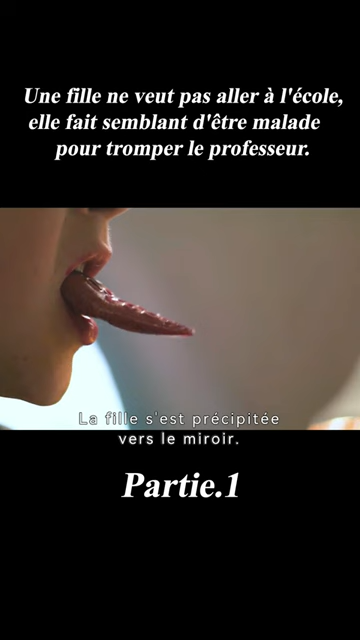 Une fille ne veut pas aller à l'école,
elle fait semblant d'être malade
pour tromper le professeur.
La fille s'est précipitée
vers le miroir.
Partie.1